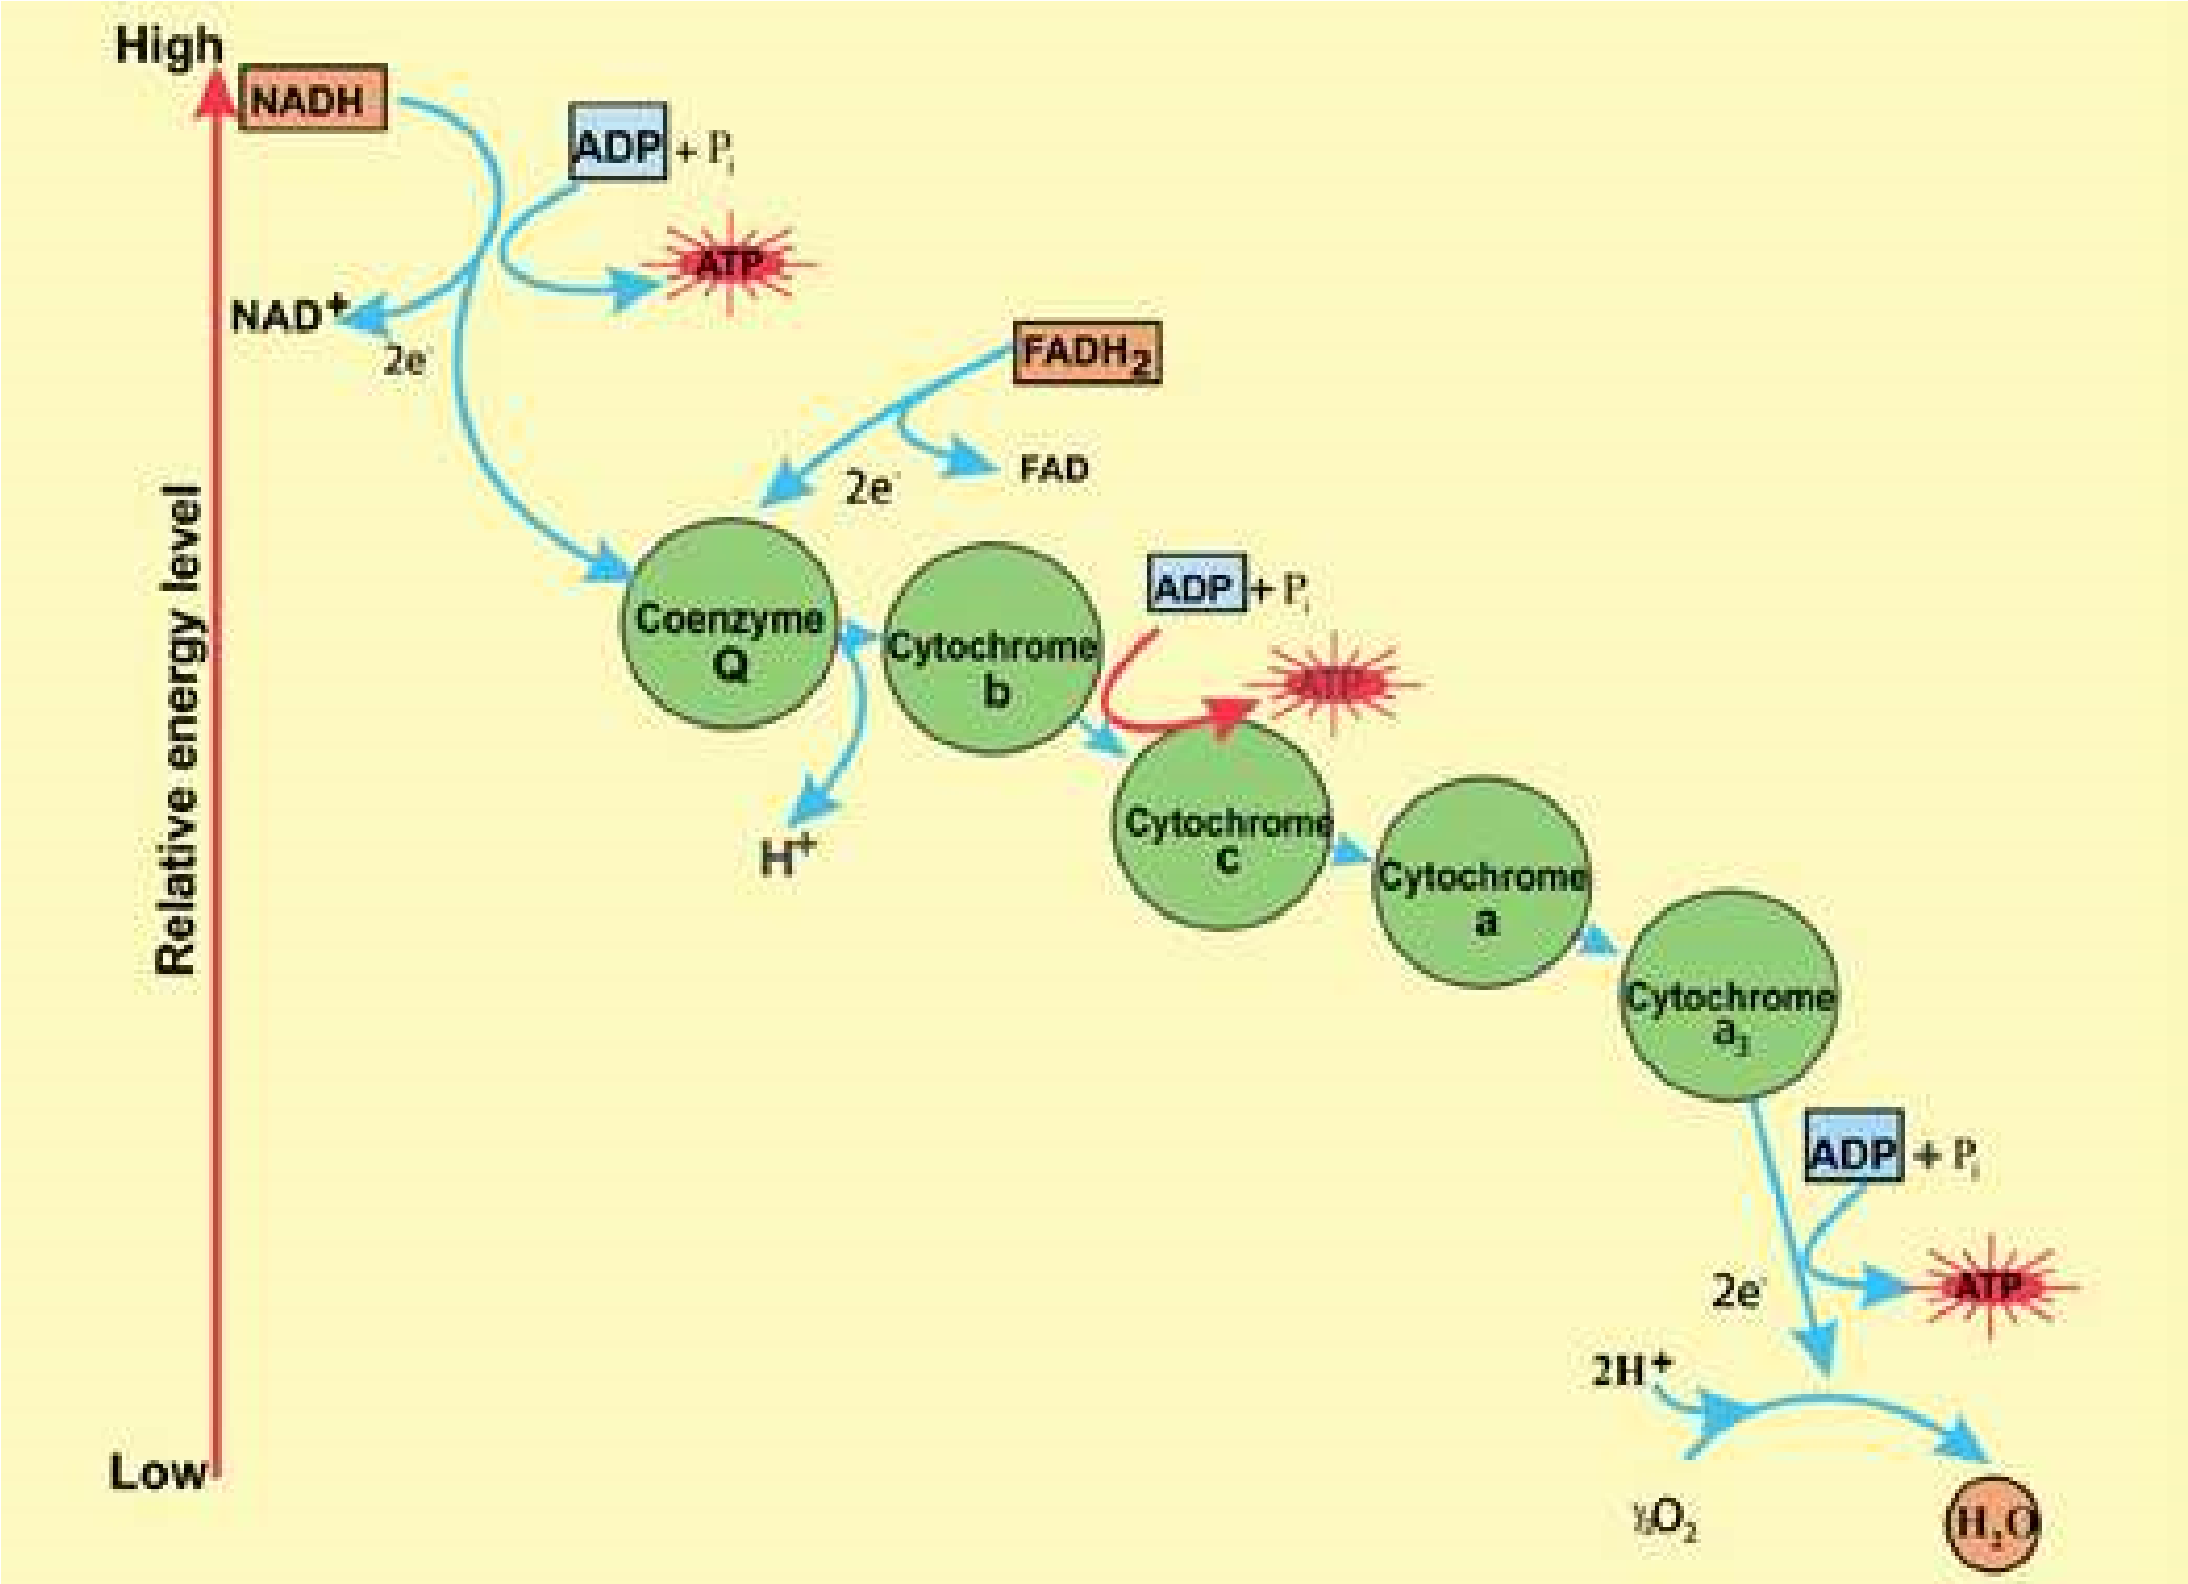 High
NADH
ADP + Pi
ATP
NAD+
2e-
FADH2
FAD
2e-
Relative energy level
Coenzyme
Q
Cytochrome
b
ADP + Pi
ATP
H+
Cytochrome
c
Cytochrome
a
Cytochrome
a3
ADP + Pi
2e-
ATP
2H+
Low
½O2
H2O